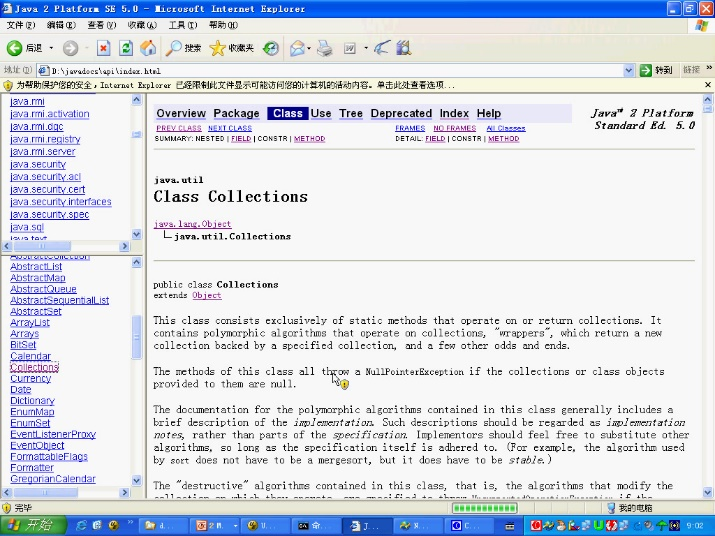 Java 2 Platform SE 5.0 - Microsoft Internet Explorer
文件(F) 编辑(E) 查看(V) 收藏(A) 工具(T) 帮助(H)
后退 搜索 收藏夹
地址(D) D:\javadocs\api\index.html 转到 链接 »
为帮助保护您的安全，Internet Explorer 已经限制此文件显示可能访问您的计算机的活动内容。单击此处查看选项...
java.rmi
java.rmi.activation
java.rmi.dgc
java.rmi.registry
java.rmi.server
java.security
java.security.acl
java.security.cert
java.security.interfaces
java.security.spec
java.sql
java.text
AbstractCollection
AbstractList
AbstractMap
AbstractQueue
AbstractSequentialList
AbstractSet
ArrayList
Arrays
BitSet
Calendar
Collections
Currency
Date
Dictionary
EnumMap
EnumSet
EventListenerProxy
EventObject
FormattableFlags
Formatter
GregorianCalendar
Overview Package Class Use Tree Deprecated Index Help
Java™ 2 Platform
Standard Ed. 5.0
PREV CLASS NEXT CLASS FRAMES NO FRAMES All Classes
SUMMARY: NESTED | FIELD | CONSTR | METHOD DETAIL: FIELD | CONSTR | METHOD
java.util
Class Collections
java.lang.Object
java.util.Collections
public class Collections
extends Object
This class consists exclusively of static methods that operate on or return collections. It
contains polymorphic algorithms that operate on collections, "wrappers", which return a new
collection backed by a specified collection, and a few other odds and ends.
The methods of this class all throw a NullPointerException if the collections or class objects
provided to them are null.
The documentation for the polymorphic algorithms contained in this class generally includes a
brief description of the implementation. Such descriptions should be regarded as implementation
notes, rather than parts of the specification. Implementors should feel free to substitute other
algorithms, so long as the specification itself is adhered to. (For example, the algorithm used
by sort does not have to be a mergesort, but it does have to be stable.)
The "destructive" algorithms contained in this class, that is, the algorithms that modify the
collection on which they operate, are specified to throw UnsupportedOperationException if the
完毕 我的电脑
开始 » d... 2 M... U... 命... J... N... C... 9:02